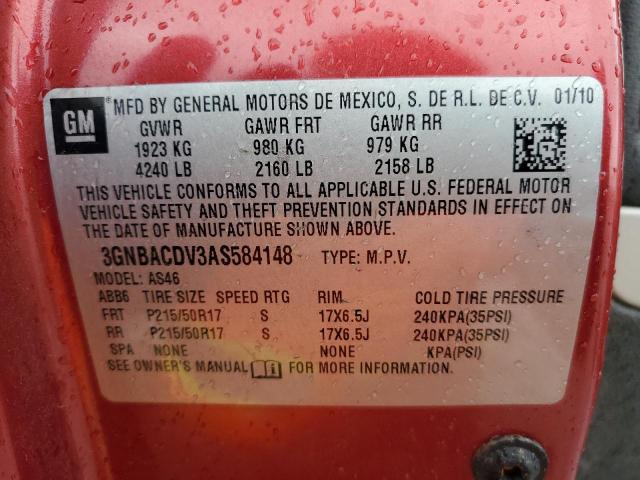 GM ®MFD BY GENERAL MOTORS DE MEXICO, S. DE R.L. DE C.V. 01/10
GVWR GAWR FRT GAWR RR
1923 KG 980 KG 979 KG
4240 LB 2160 LB 2158 LB
THIS VEHICLE CONFORMS TO ALL APPLICABLE U.S. FEDERAL MOTOR
VEHICLE SAFETY AND THEFT PREVENTION STANDARDS IN EFFECT ON
THE DATE OF MANUFACTURE SHOWN ABOVE.
3GNBACDV3AS584148 TYPE: M.P.V.
MODEL: AS46
ABB6 TIRE SIZE SPEED RTG RIM COLD TIRE PRESSURE
FRT P215/50R17 S 17X6.5J 240KPA(35PSI)
RR P215/50R17 S 17X6.5J 240KPA(35PSI)
SPA NONE NONE KPA(PSI)
SEE OWNER'S MANUAL FOR MORE INFORMATION